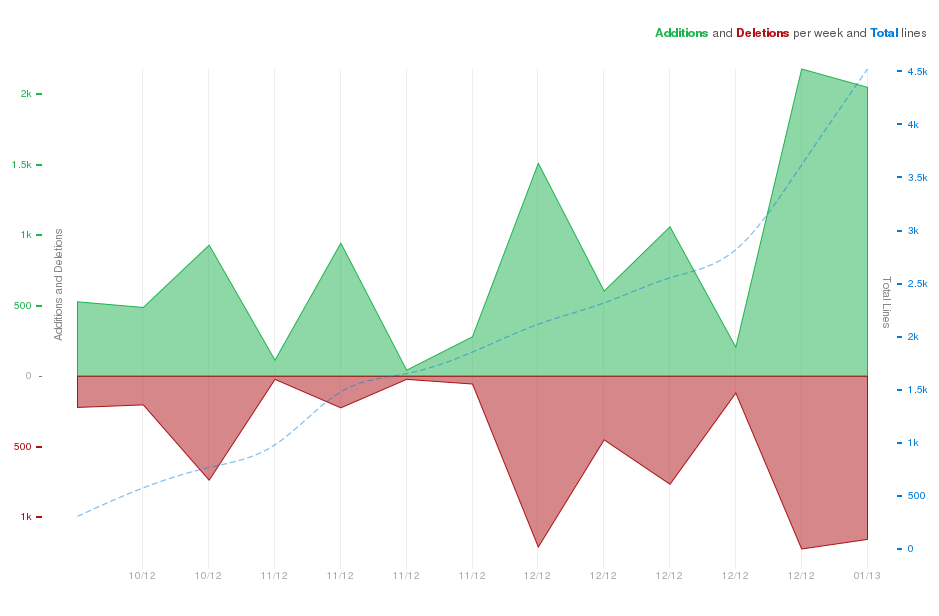 Additions and Deletions per week and Total lines
2k
1.5k
1k
500
0
500
1k
Additions and Deletions
4.5k
4k
3.5k
3k
2.5k
2k
1.5k
1k
500
0
Total Lines
10/12 10/12 11/12 11/12 11/12 11/12 12/12 12/12 12/12 12/12 12/12 01/13